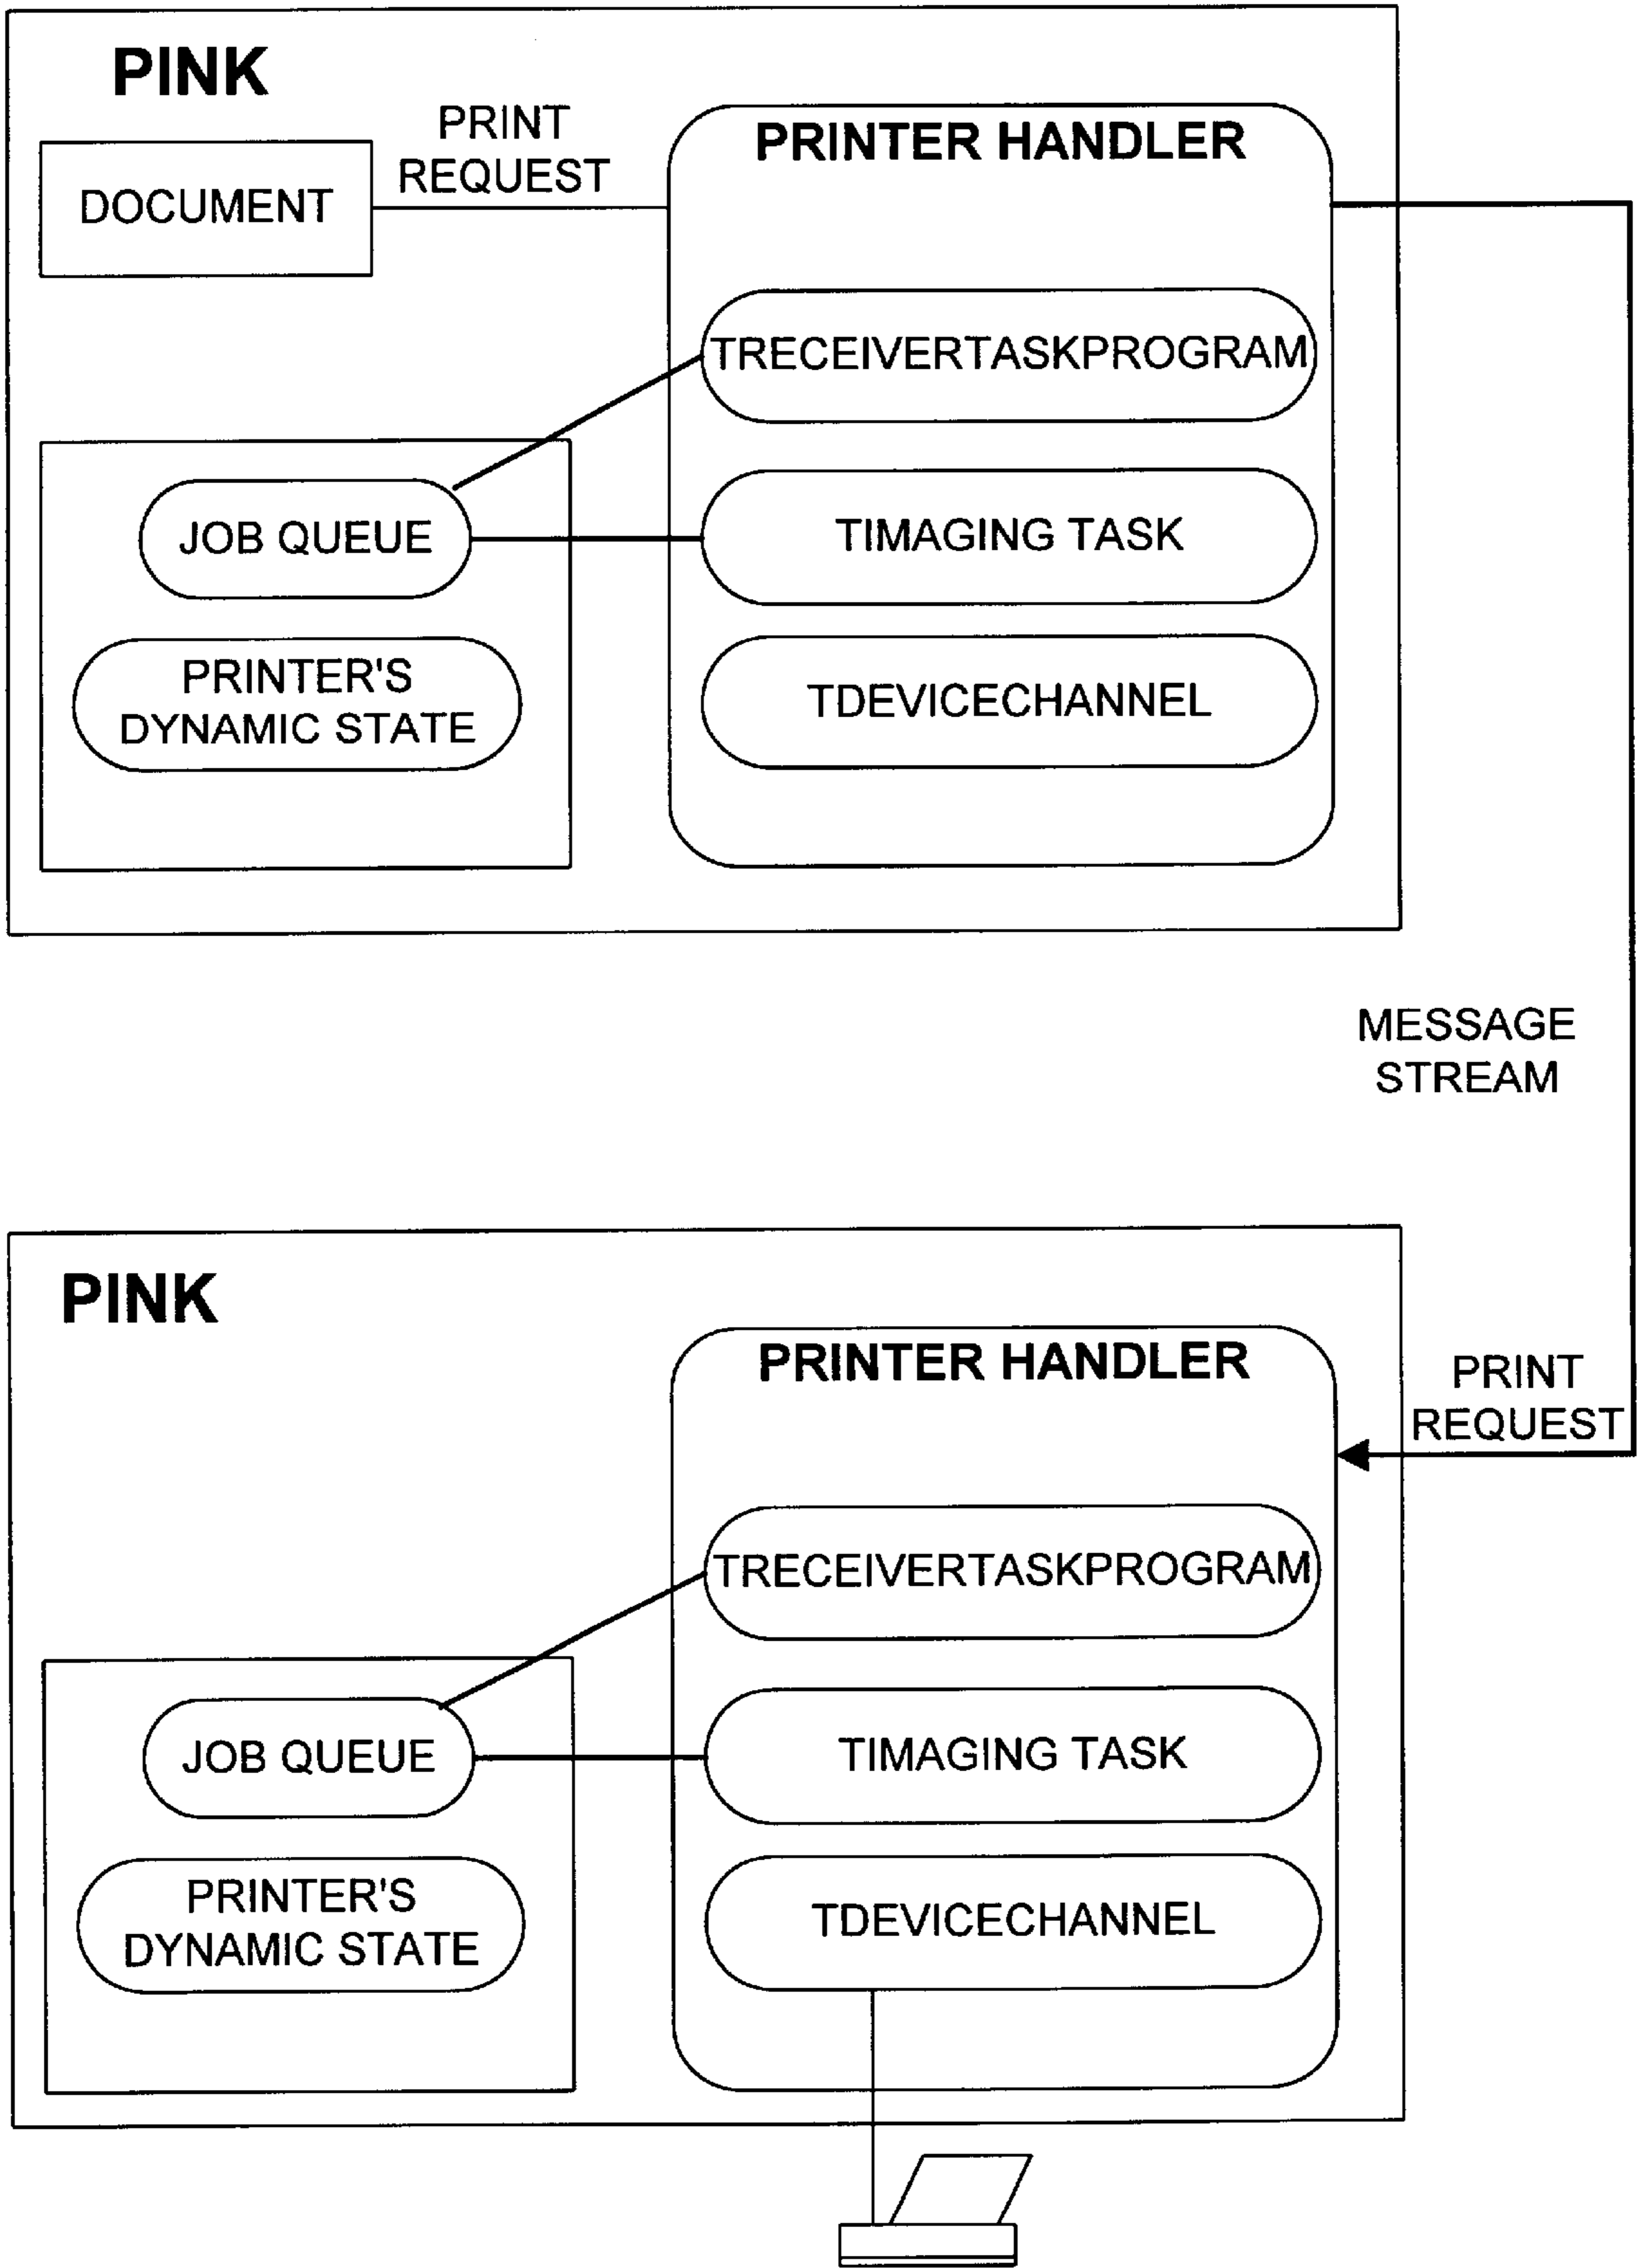 PINK
PRINT
REQUEST
PRINTER HANDLER
DOCUMENT
TRECEIVERTASKPROGRAM
JOB QUEUE
TIMAGING TASK
PRINTER'S
DYNAMIC STATE
TDEVICECHANNEL
MESSAGE
STREAM
PINK
PRINTER HANDLER
PRINT
REQUEST
TRECEIVERTASKPROGRAM
JOB QUEUE
TIMAGING TASK
PRINTER'S
DYNAMIC STATE
TDEVICECHANNEL